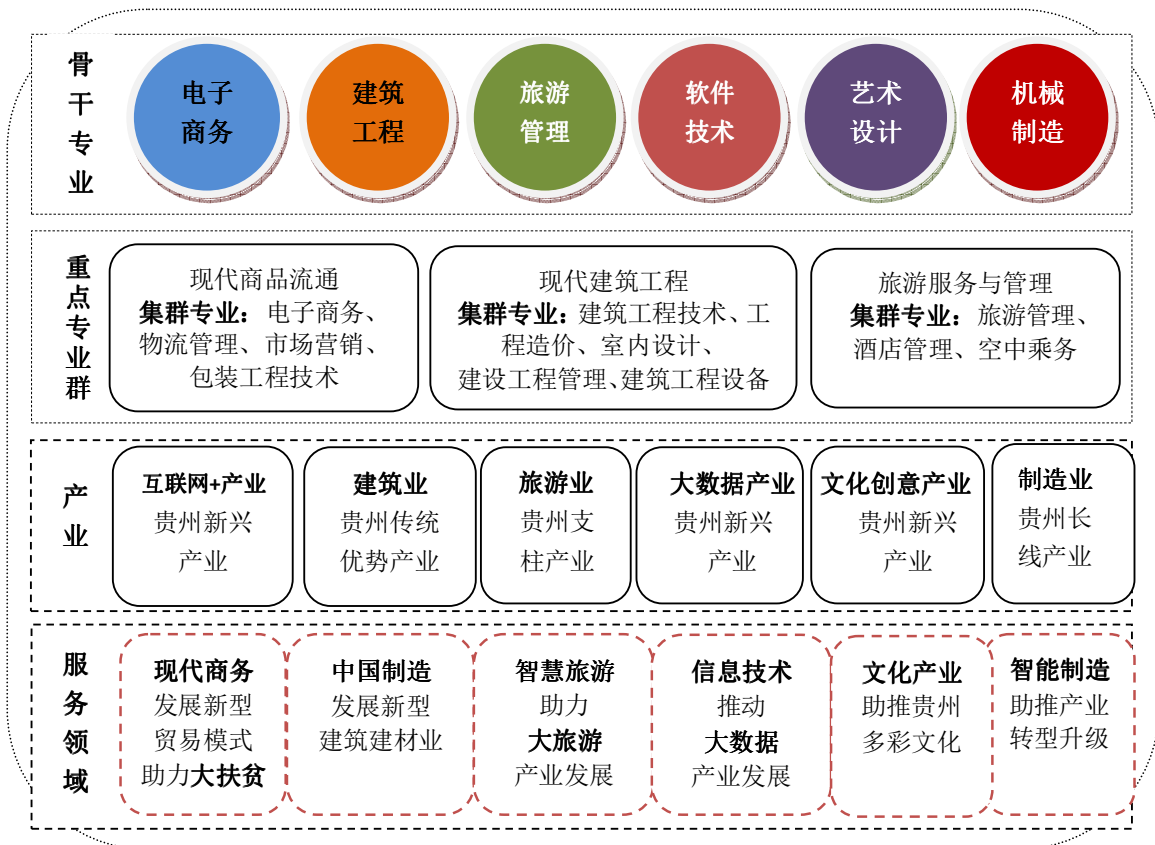 骨干专业
电子
商务
建筑
工程
旅游
管理
软件
技术
艺术
设计
机械
制造
重点专业群
现代商品流通
集群专业：电子商务、
物流管理、市场营销、
包装工程技术
现代建筑工程
集群专业：建筑工程技术、工
程造价、室内设计、
建设工程管理、建筑工程设备
旅游服务与管理
集群专业：旅游管理、
酒店管理、空中乘务
产业
互联网+产业
贵州新兴
产业
建筑业
贵州传统
优势产业
旅游业
贵州支
柱产业
大数据产业
贵州新兴
产业
文化创意产业
贵州新兴
产业
制造业
贵州长
线产业
服务领域
现代商务
发展新型
贸易模式
助力大扶贫
中国制造
发展新型
建筑建材业
智慧旅游
助力
大旅游
产业发展
信息技术
推动
大数据
产业发展
文化产业
助推贵州
多彩文化
智能制造
助推产业
转型升级